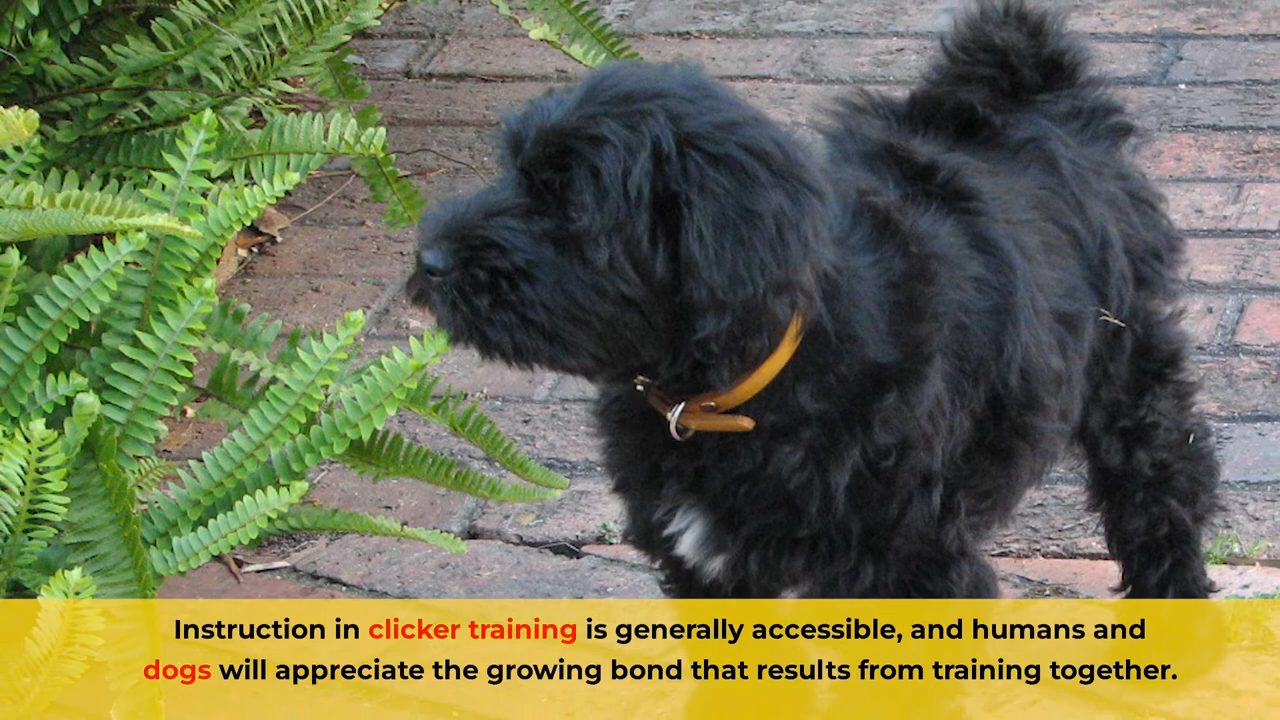 Instruction in clicker training is generally accessible, and humans and
dogs will appreciate the growing bond that results from training together.